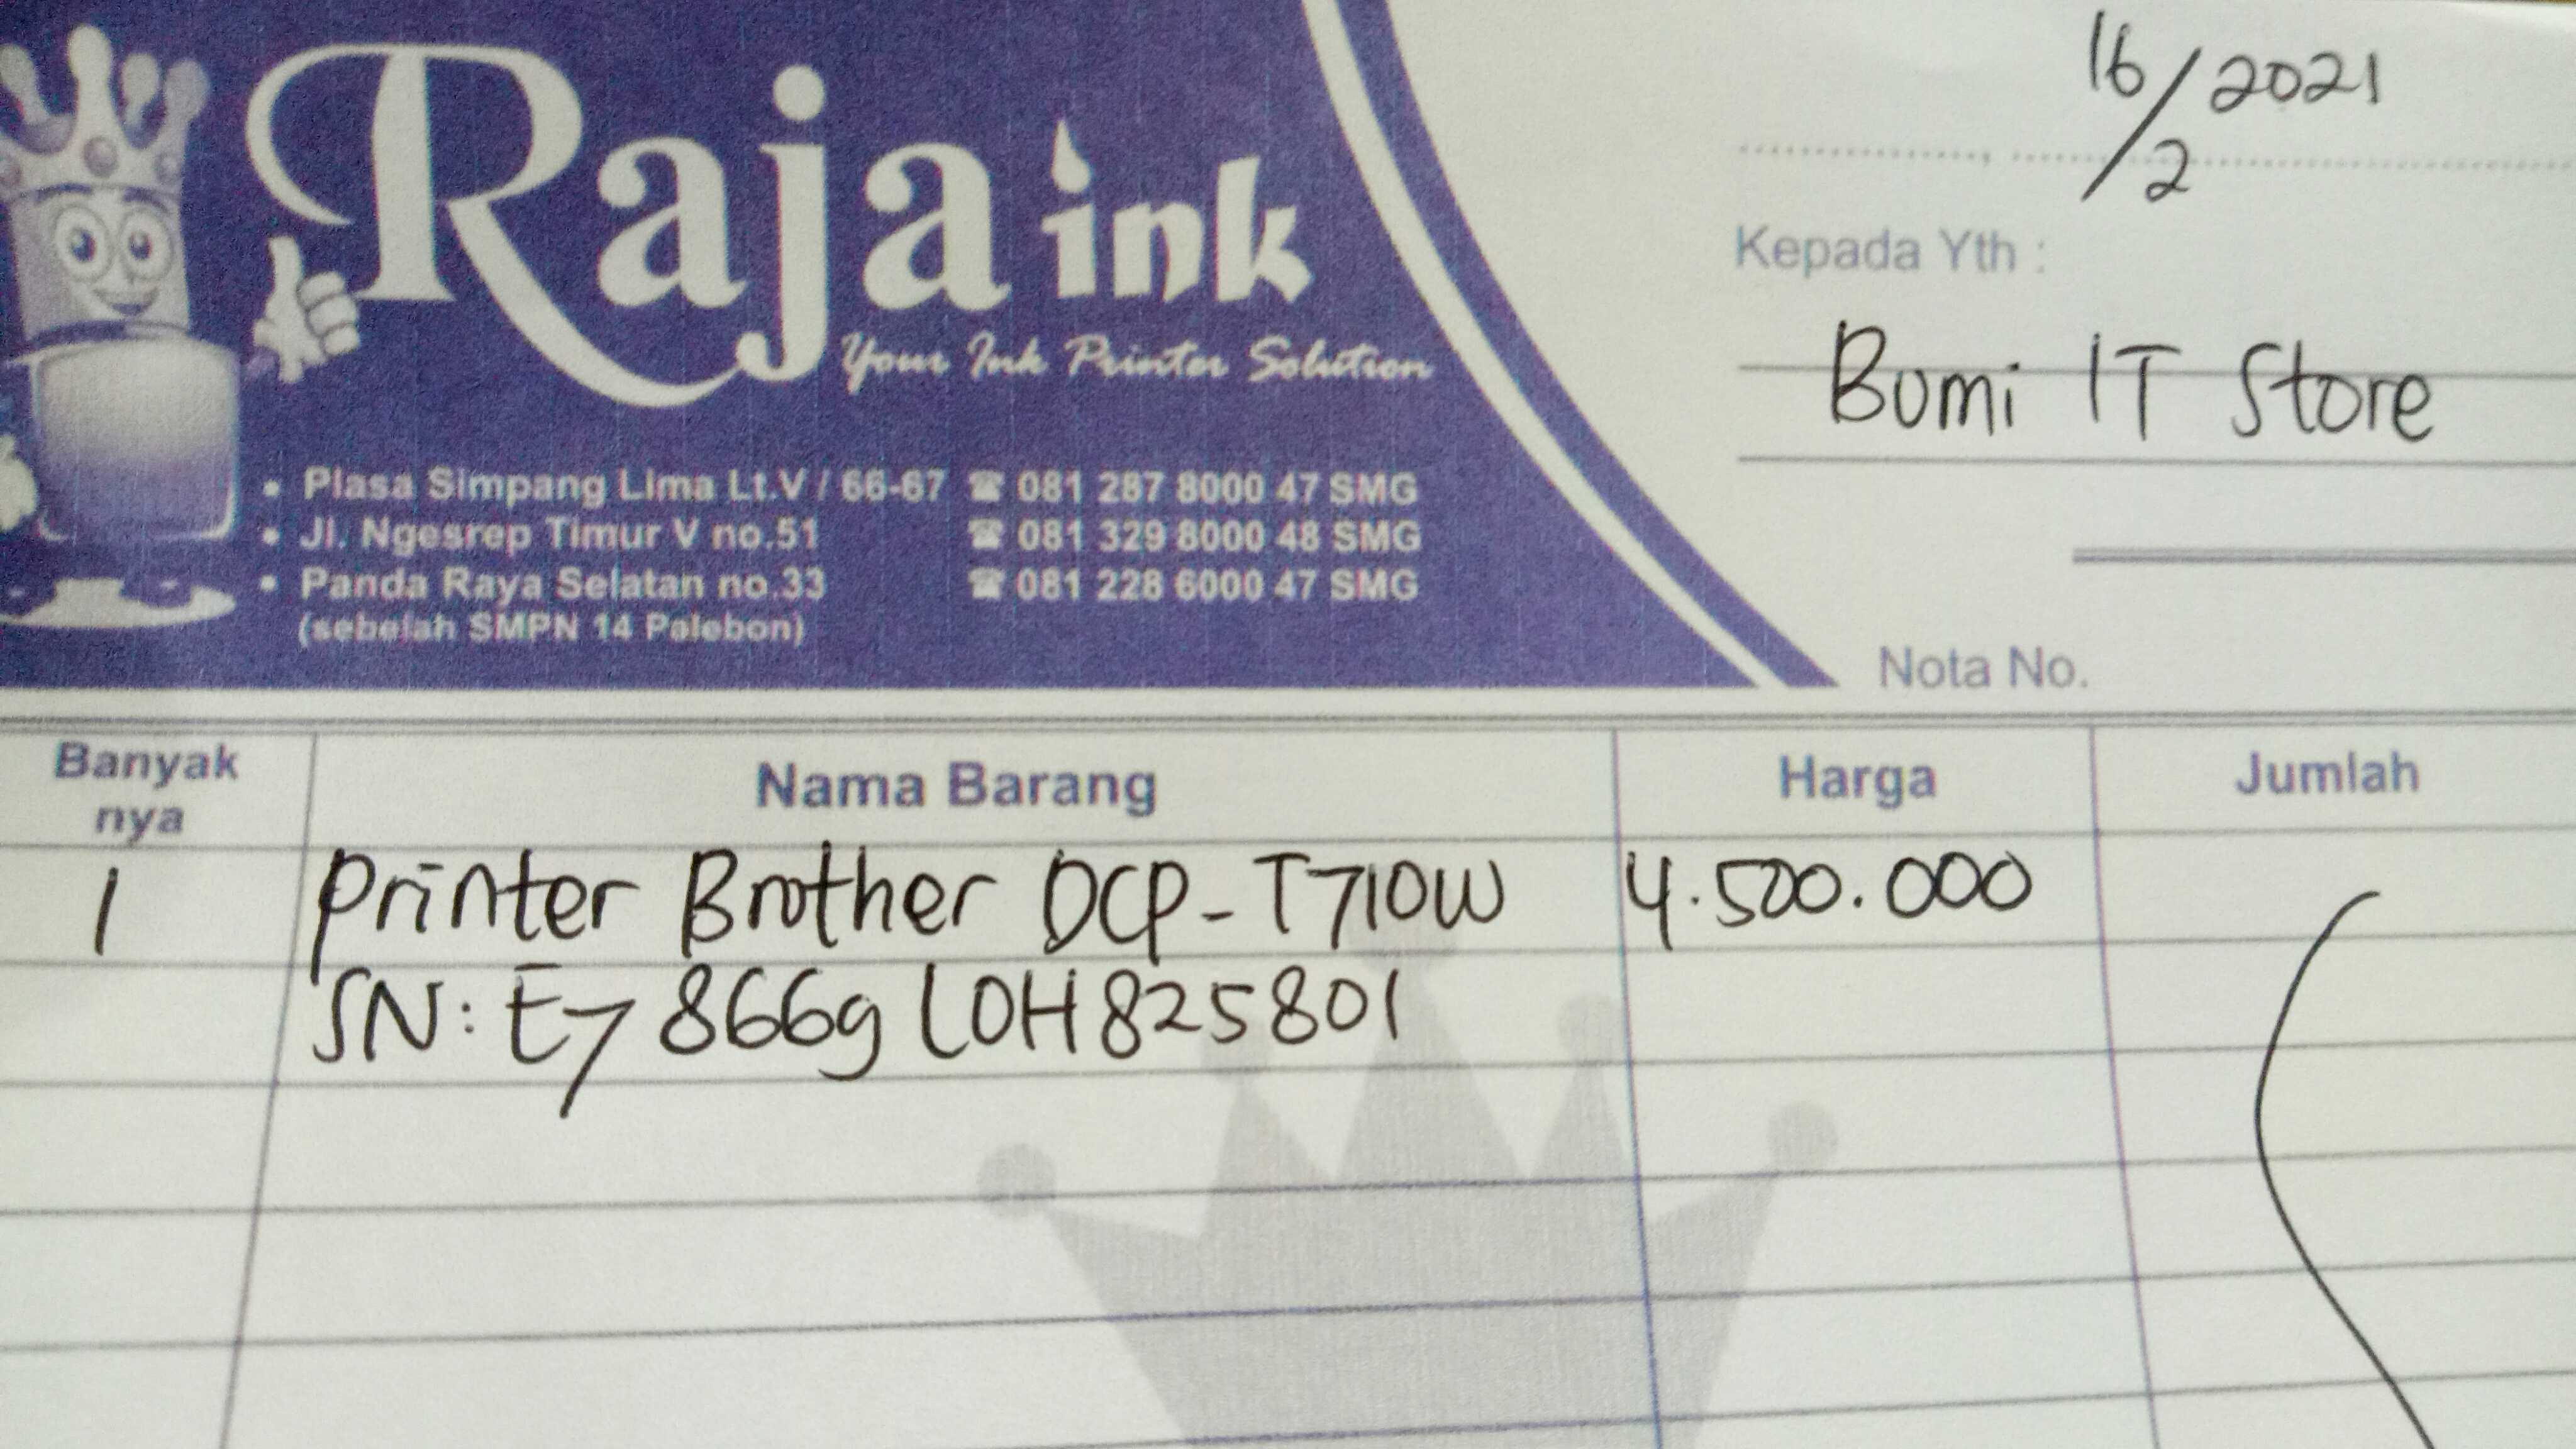 Raja ink
Your Ink Printer Solution
• Plasa Simpang Lima Lt.V / 66-67 ☎ 081 287 8000 47 SMG
• Jl. Ngesrep Timur V no.51 ☎ 081 329 8000 48 SMG
• Panda Raya Selatan no.33 ☎ 081 228 6000 47 SMG
(sebelah SMPN 14 Palebon)
16/2 2021
Kepada Yth :
Bumi IT Store
Nota No.
Banyak nya Nama Barang Harga Jumlah
1 Printer Brother DCP-T710W 4.500.000
SN: E78669LOH825801